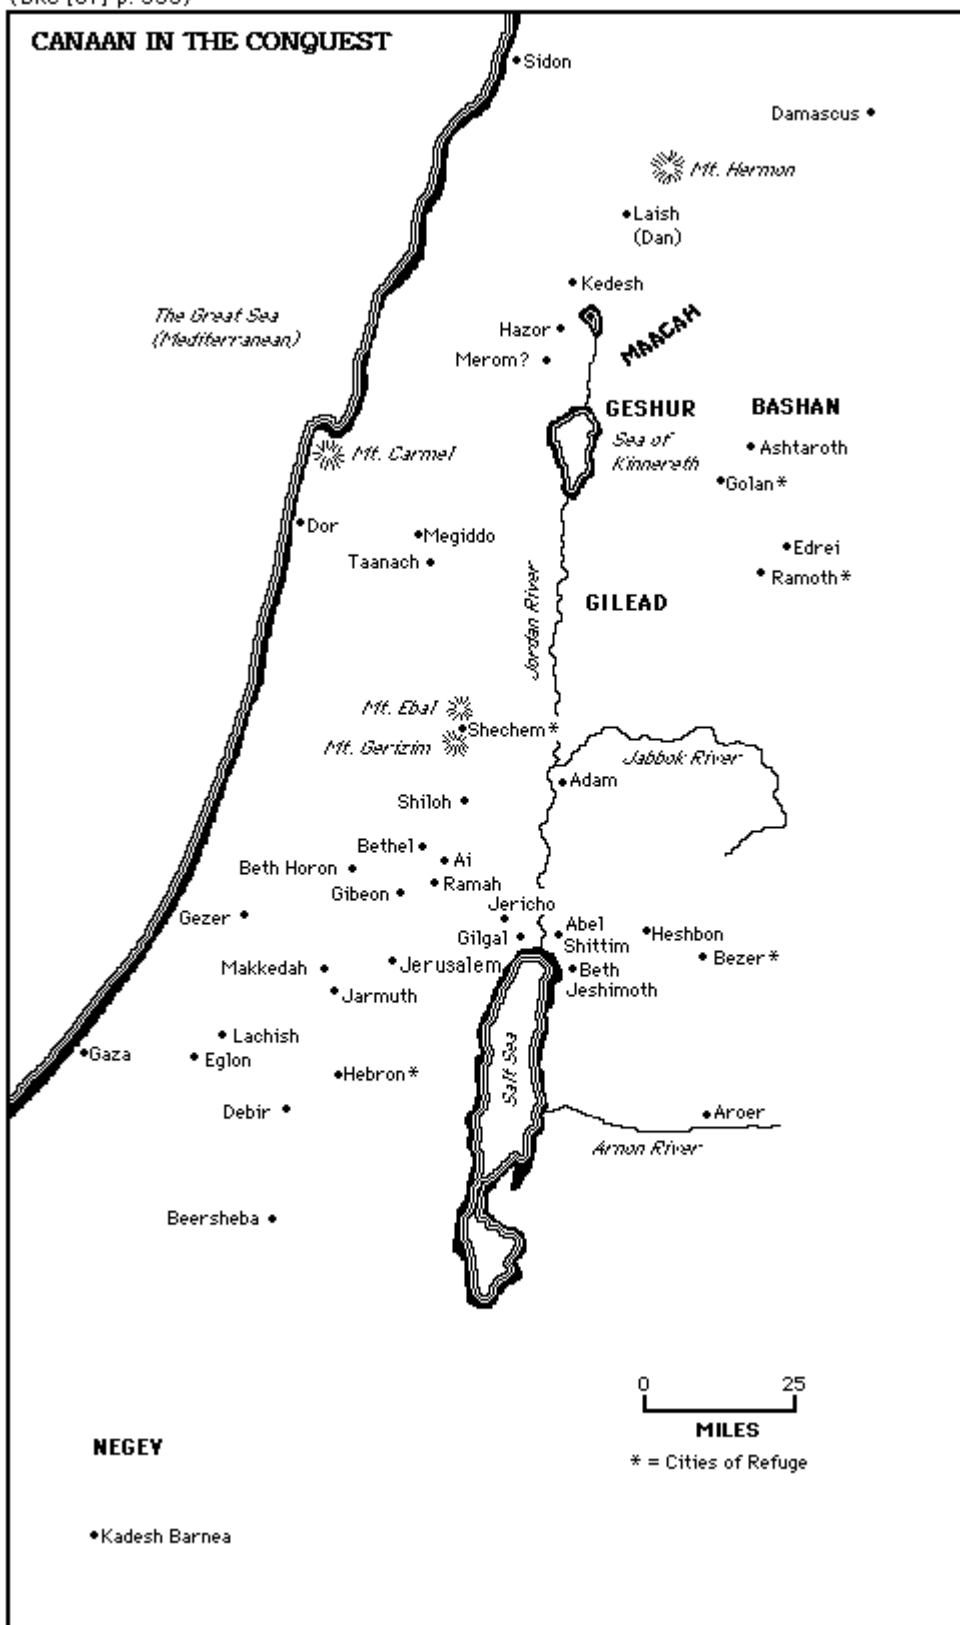 CANAAN IN THE CONQUEST
Sidon
Damascus
Mt. Hermon
Laish
(Dan)
Kedesh
The Great Sea
(Mediterranean)
Hazor
MAACAH
Merom?
GESHUR
BASHAN
Sea of
Kinnereth
Ashtaroth
Mt. Carmel
Golan*
Dor
Megiddo
Edrei
Taanach
Ramoth*
Jordan River
GILEAD
Mt. Ebal
Shechem*
Mt. Gerizim
Jabbok River
Adam
Shiloh
Bethel
Ai
Beth Horon
Ramah
Gibeon
Jericho
Gezer
Abel
Shittim
Heshbon
Gilgal
Bezer*
Makkedah
Jerusalem
Beth
Jeshimoth
Jarmuth
Lachish
Gaza
Eglon
Salt Sea
Hebron*
Debir
Aroer
Arnon River
Beersheba
0 25
MILES
NEGEV
* = Cities of Refuge
Kadesh Barnea